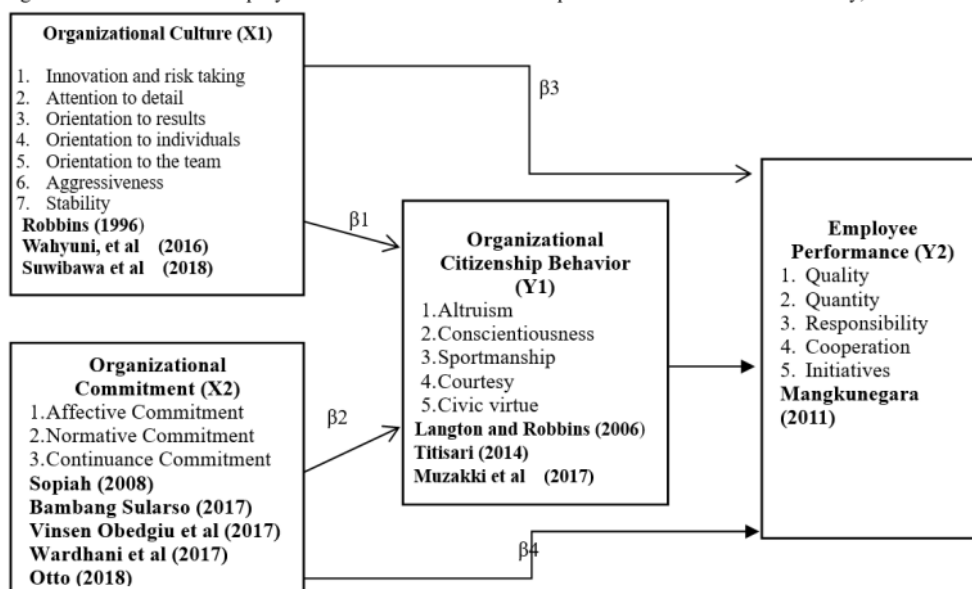 Organizational Culture (X1)
1. Innovation and risk taking
2. Attention to detail
3. Orientation to results
4. Orientation to individuals
5. Orientation to the team
6. Aggressiveness
7. Stability
Robbins (1996)
Wahyuni, et al (2016)
Suwibawa et al (2018)
β3
β1
Organizational
Commitment (X2)
1.Affective Commitment
2.Normative Commitment
3.Continuance Commitment
Sopiah (2008)
Bambang Sularso (2017)
Vinsen Obedgiu et al (2017)
Wardhani et al (2017)
Otto (2018)
β2
Organizational
Citizenship Behavior
(Y1)
1.Altruism
2.Conscientiousness
3.Sportmanship
4.Courtesy
5.Civic virtue
Langton and Robbins (2006)
Titisari (2014)
Muzakki et al (2017)
β4
Employee
Performance (Y2)
1. Quality
2. Quantity
3. Responsibility
4. Cooperation
5. Initiatives
Mangkunegara
(2011)